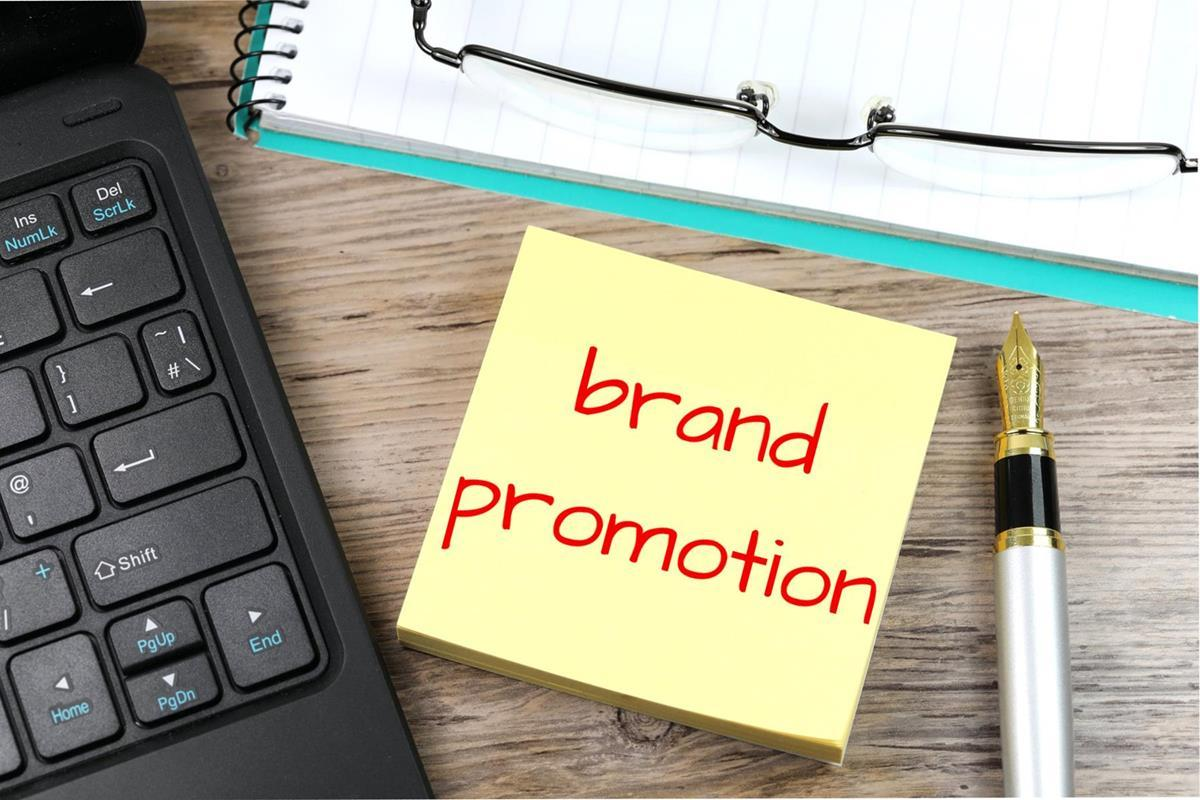 Del
ScrLk
Ins
NumLk
}
]
~ |
# \
@
'
Shift
+
/
PgUp
End
Home
PgDn
brand
promotion